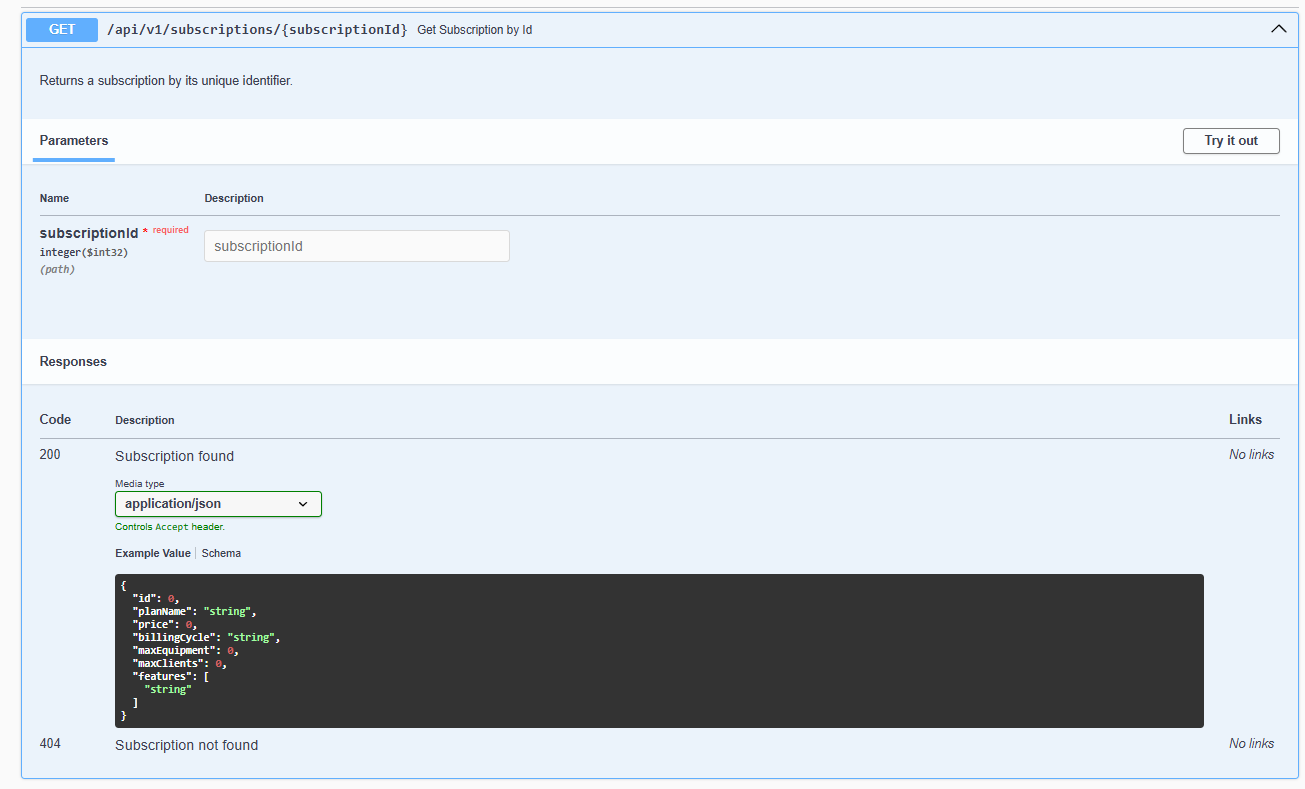 GET /api/v1/subscriptions/{subscriptionId} Get Subscription by Id
Returns a subscription by its unique identifier.
Parameters
Try it out
Name Description
subscriptionId * required
integer($int32)
(path)
subscriptionId
Responses
Code Description Links
200 Subscription found No links
Media type
application/json
Controls Accept header.
Example Value Schema
{
  "id": 0,
  "planName": "string",
  "price": 0,
  "billingCycle": "string",
  "maxEquipment": 0,
  "maxClients": 0,
  "features": [
    "string"
  ]
}
404 Subscription not found No links